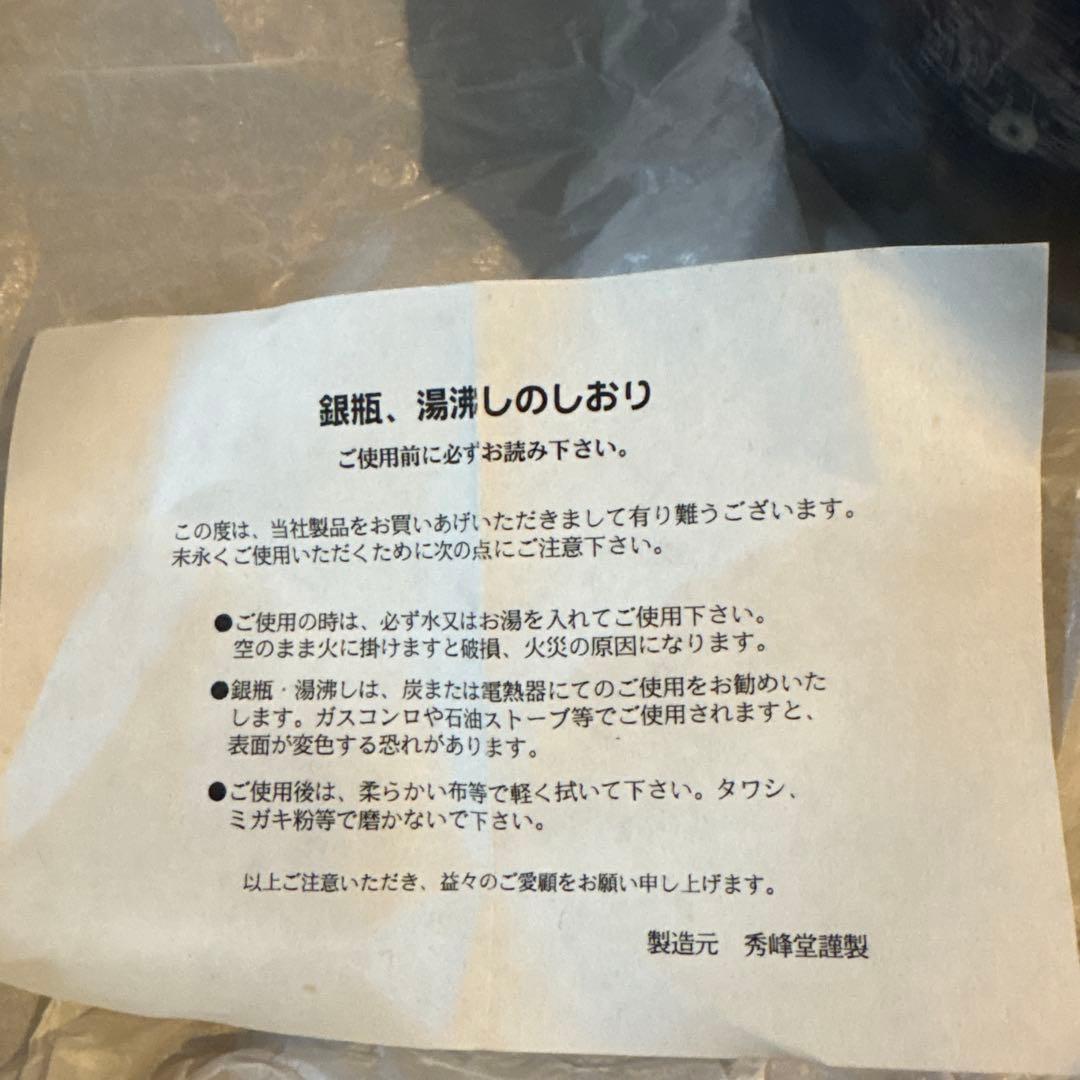 銀瓶、湯沸しのしおり
ご使用前に必ずお読み下さい。
この度は、当社製品をお買いあげいただきまして有り難うございます。
末永くご使用いただくために次の点にご注意下さい。
●ご使用の時は、必ず水又はお湯を入れてご使用下さい。
空のまま火に掛けますと破損、火災の原因になります。
●銀瓶・湯沸しは、炭または電熱器にてのご使用をお勧めいた
します。ガスコンロや石油ストーブ等でご使用されますと、
表面が変色する恐れがあります。
●ご使用後は、柔らかい布等で軽く拭いて下さい。タワシ、
ミガキ粉等で磨かないで下さい。
以上ご注意いただき、益々のご愛顧をお願い申し上げます。
製造元　秀峰堂謹製